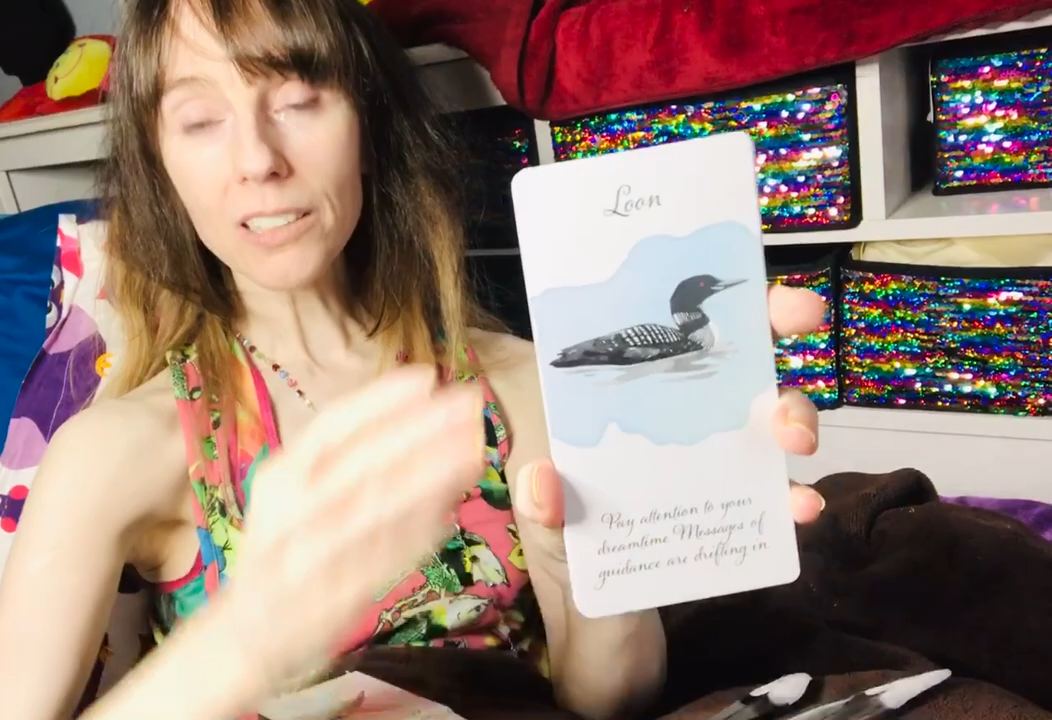 Loon
Pay attention to your
dreamtime Messages of
guidance are drifting in.